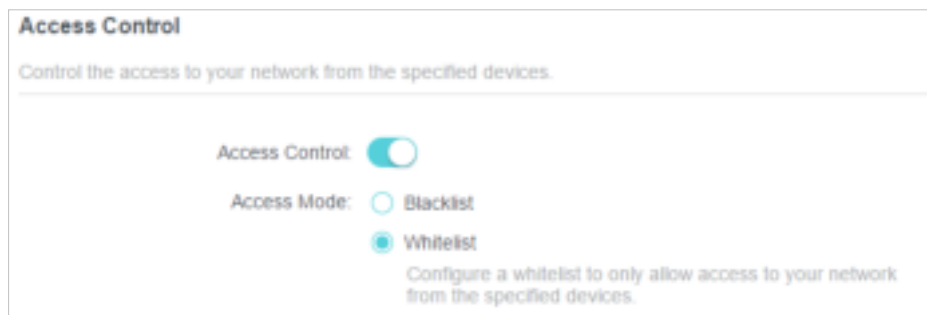 Access Control
Control the access to your network from the specified devices.
Access Control:
Access Mode: Blacklist
Whitelist
Configure a whitelist to only allow access to your network
from the specified devices.